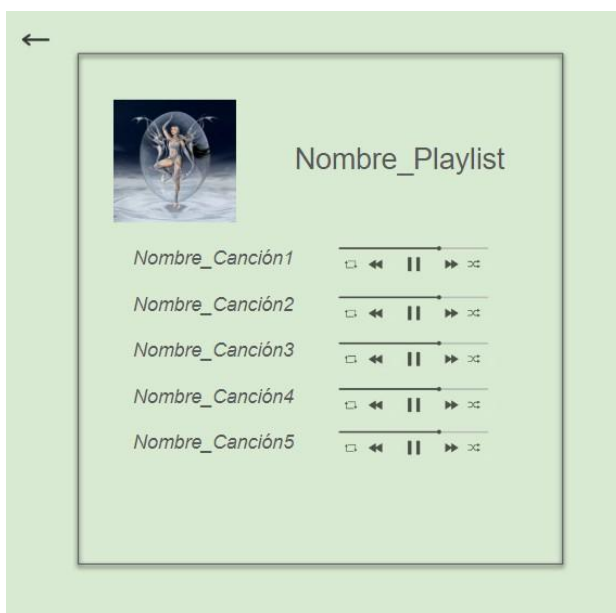 Nombre_Playlist
Nombre_Canción1
Nombre_Canción2
Nombre_Canción3
Nombre_Canción4
Nombre_Canción5